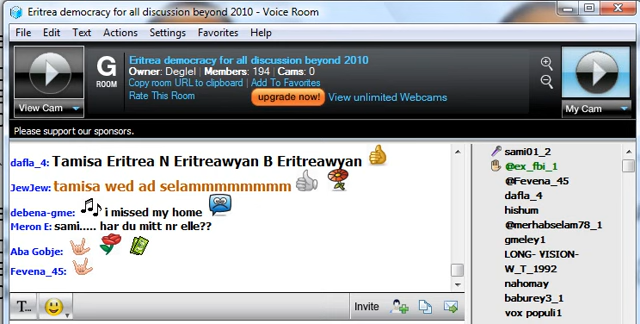 Eritrea democracy for all discussion beyond 2010 - Voice Room
File Edit Text Actions Settings Favorites Help
G
ROOM
Eritrea democracy for all discussion beyond 2010
Owner: Deglel | Members: 194 | Cams: 0
Copy room URL to clipboard | Add To Favorites
Rate This Room
upgrade now! View unlimited Webcams
View Cam
My Cam
Please support our sponsors.
dafla_4: Tamisa Eritrea N Eritreawyan B Eritreawyan
JewJew: tamisa wed ad selammmmmmmm
debena-gme: i missed my home
Meron E: sami..... har du mitt nr elle??
Aba Gobje:
Fevena_45:
sami01_2
@ex_fbi_1
@Fevena_45
dafla_4
hishum
@merhabselam78_1
gmeley1
LONG- VISION-
W_T_1992
nahomay
baburey3_1
vox populi1
T...
Invite